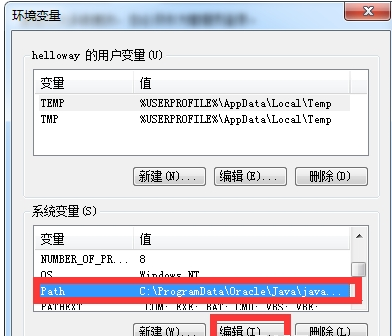 环境变量
helloway 的用户变量(U)
变量 值
TEMP %USERPROFILE%\AppData\Local\Temp
TMP %USERPROFILE%\AppData\Local\Temp
新建(N)... 编辑(E)... 删除(D)
系统变量(S)
变量 值
NUMBER_OF_PR... 8
OS Windows_NT
Path C:\ProgramData\Oracle\Java\java...
PATHEXT .COM;.EXE;.BAT;.CMD;.VBS;.VBE;
新建(W)... 编辑(I)... 删除(L)